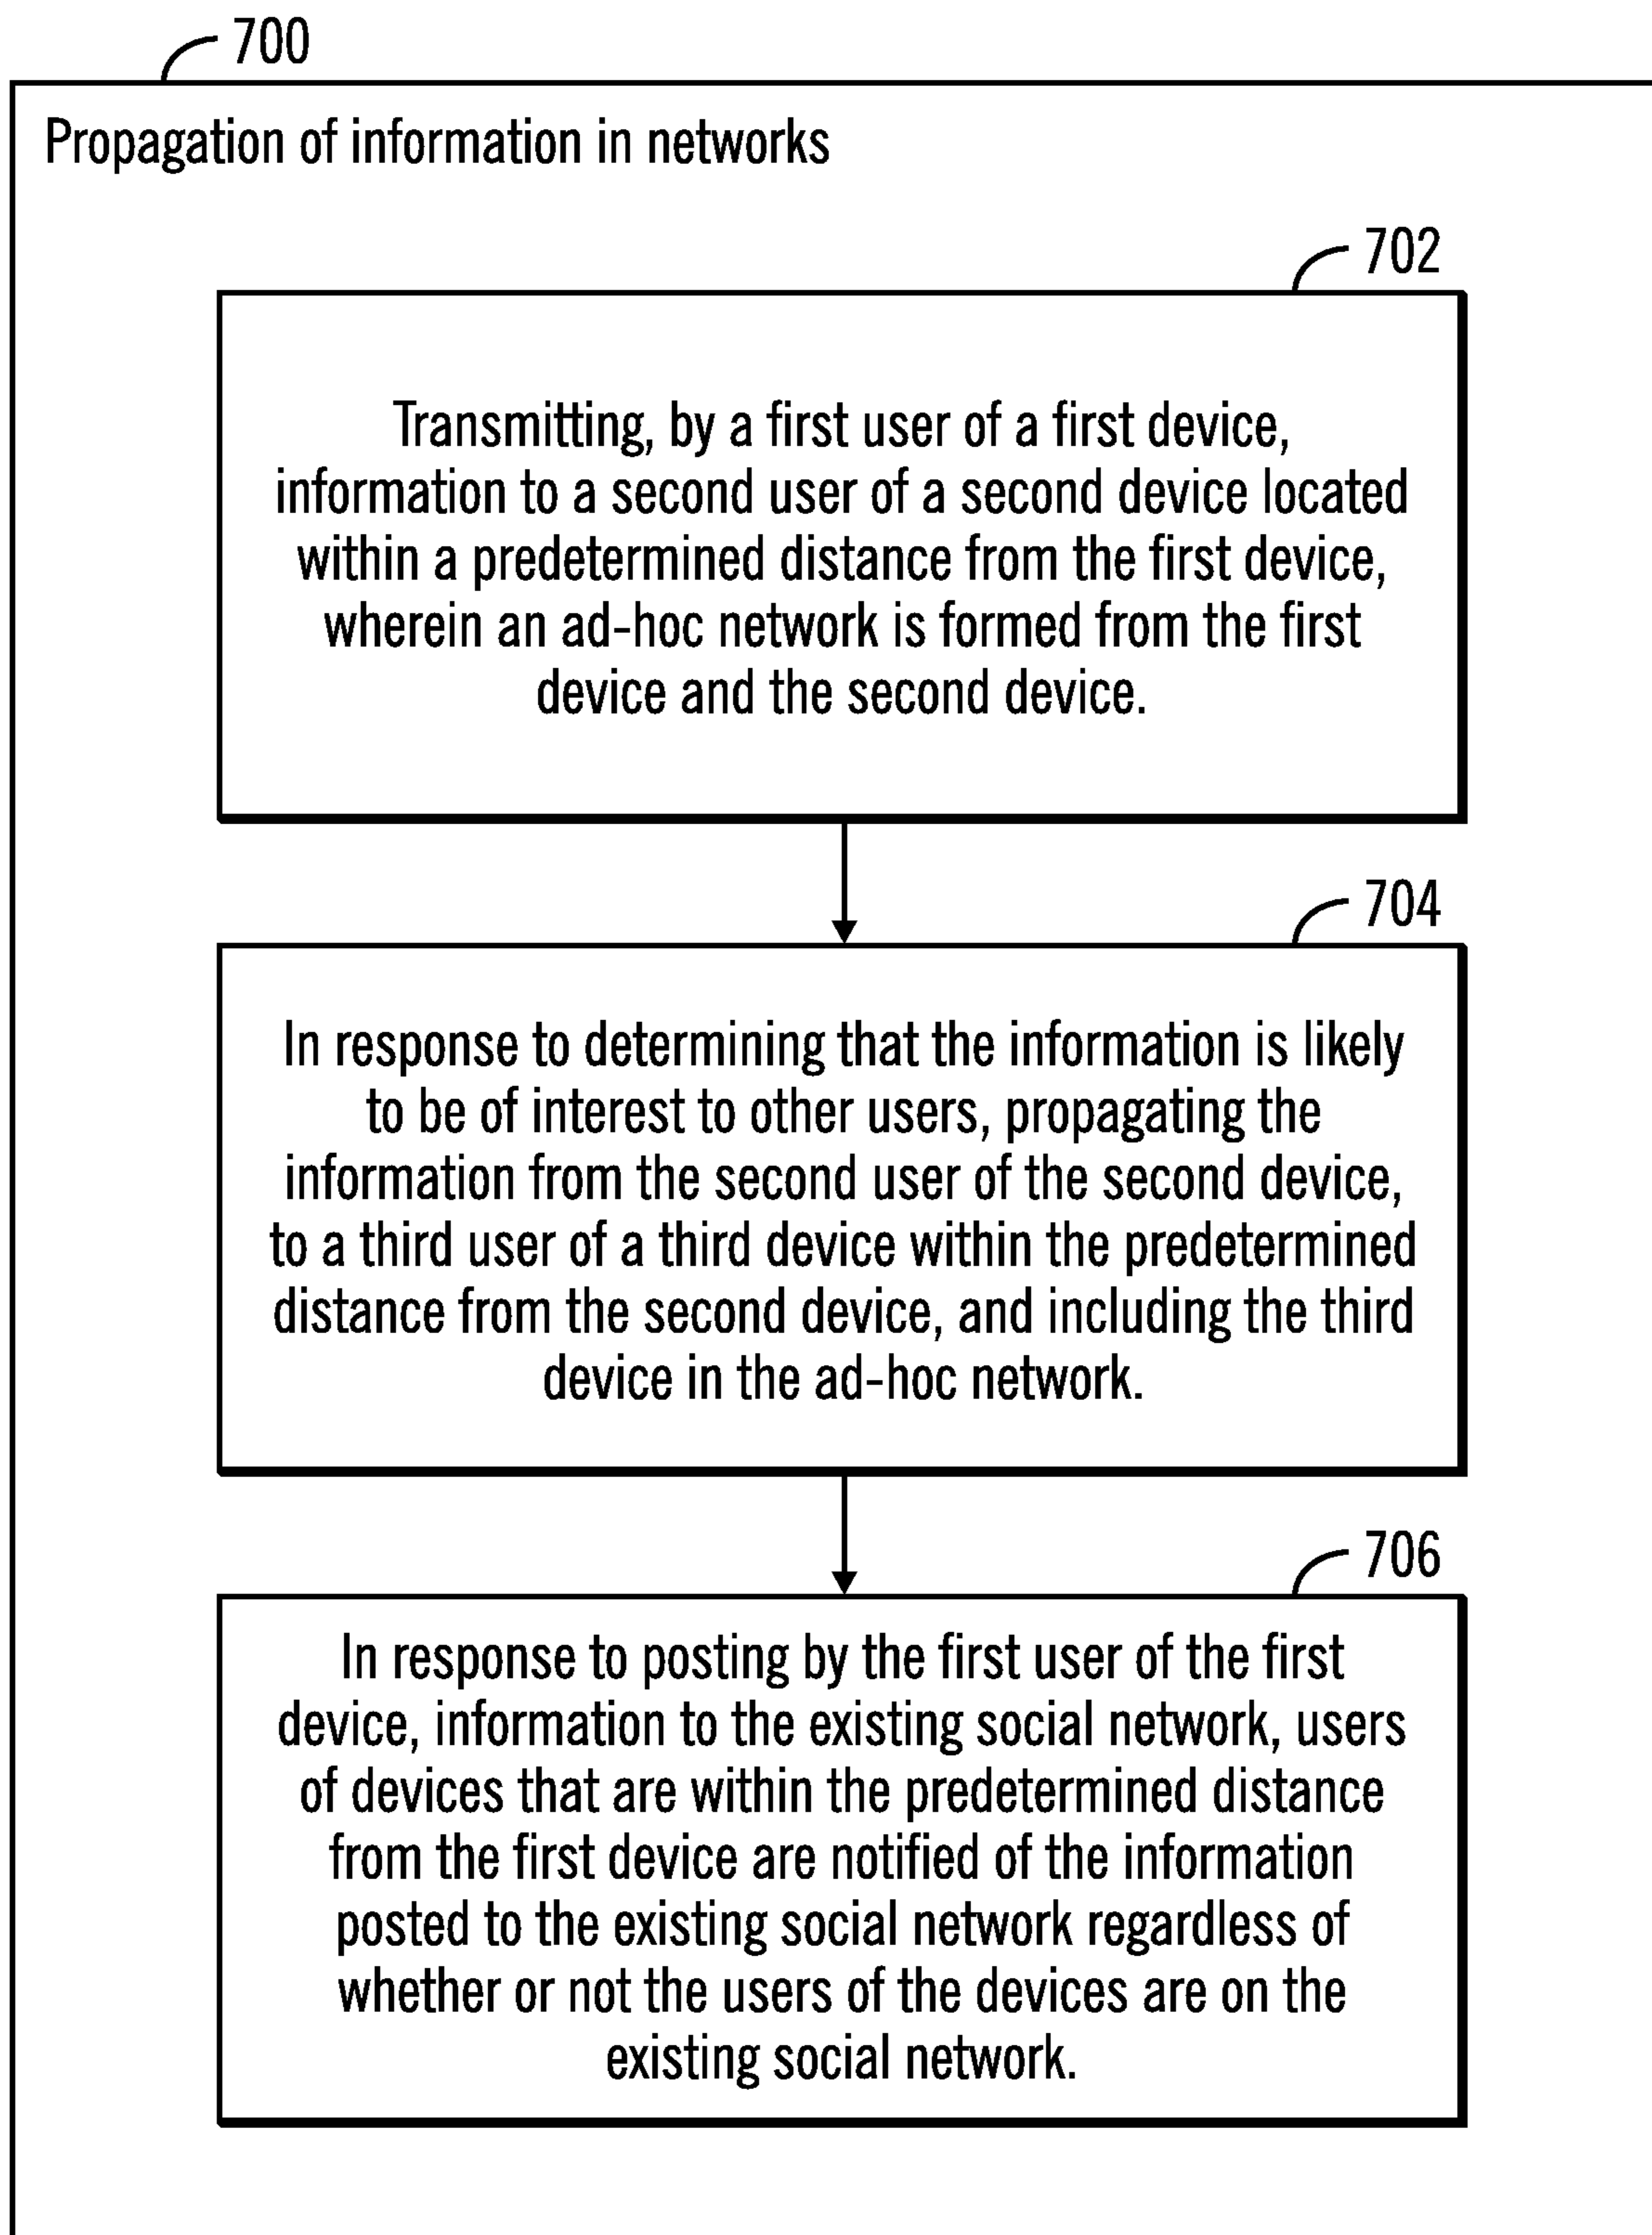 700
Propagation of information in networks
702
Transmitting, by a first user of a first device,
information to a second user of a second device located
within a predetermined distance from the first device,
wherein an ad-hoc network is formed from the first
device and the second device.
704
In response to determining that the information is likely
to be of interest to other users, propagating the
information from the second user of the second device,
to a third user of a third device within the predetermined
distance from the second device, and including the third
device in the ad-hoc network.
706
In response to posting by the first user of the first
device, information to the existing social network, users
of devices that are within the predetermined distance
from the first device are notified of the information
posted to the existing social network regardless of
whether or not the users of the devices are on the
existing social network.